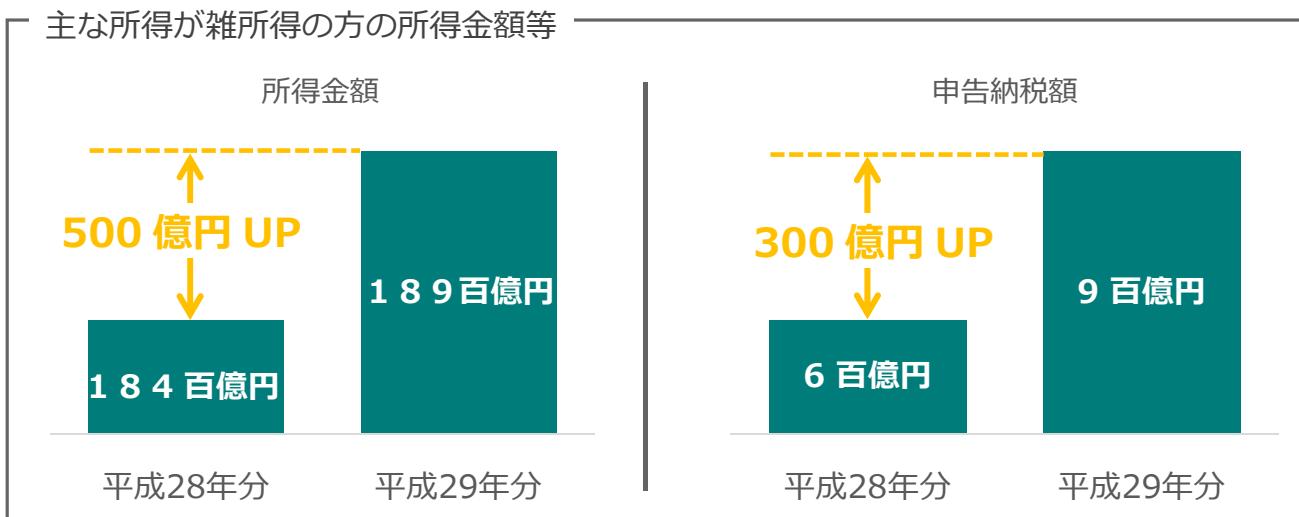 主な所得が雑所得の方の所得金額等
所得金額
500 億円 UP
184百億円
189百億円
平成28年分
平成29年分
申告納税額
300 億円 UP
6 百億円
9 百億円
平成28年分
平成29年分